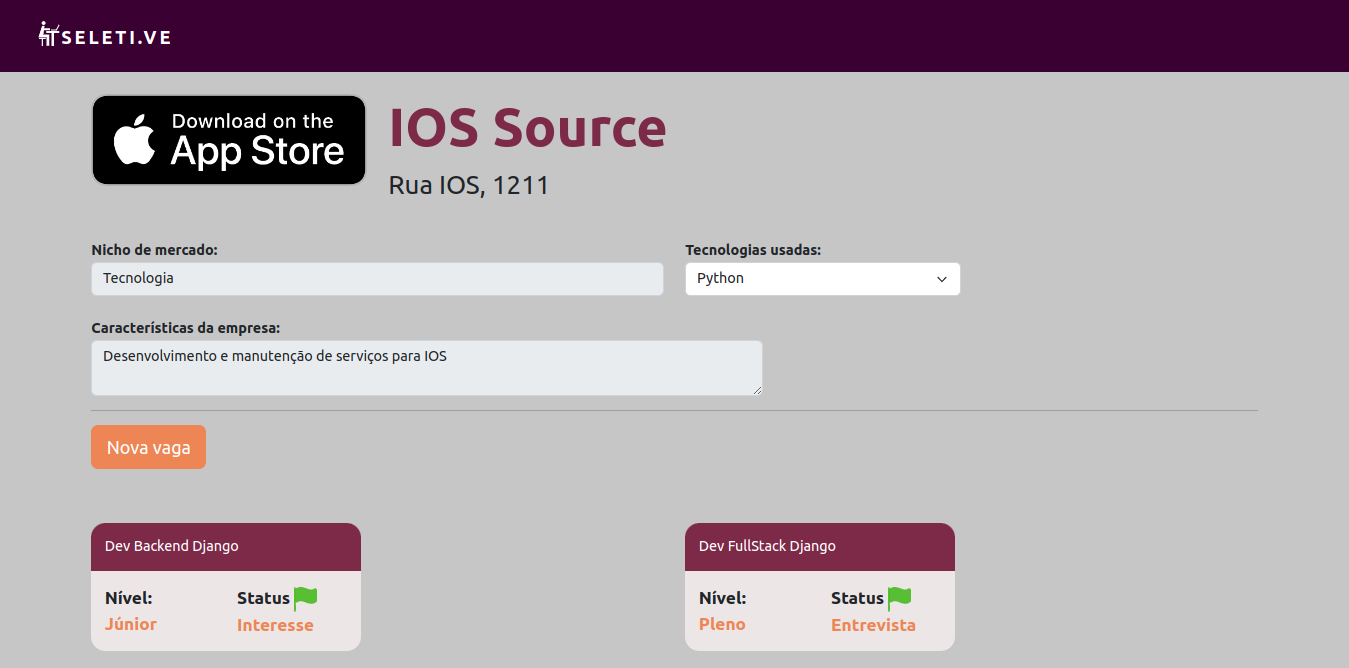 SELETI.VE
Download on the
App Store
IOS Source
Rua IOS, 1211
Nicho de mercado:
Tecnologia
Tecnologias usadas:
Python
Características da empresa:
Desenvolvimento e manutenção de serviços para IOS
Nova vaga
Dev Backend Django
Nível:
Status
Júnior
Interesse
Dev FullStack Django
Nível:
Status
Pleno
Entrevista